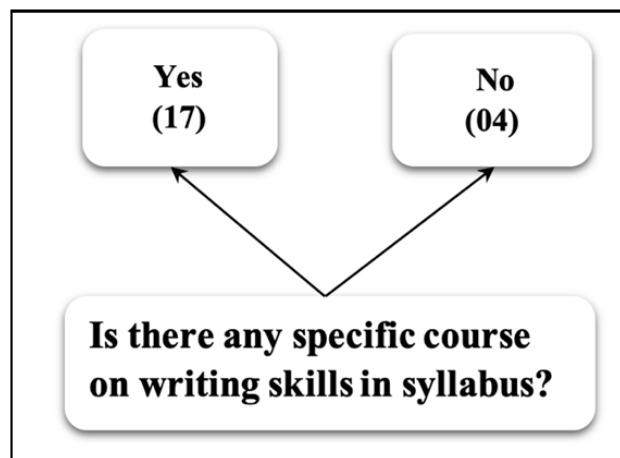 Yes
(17)
No
(04)
Is there any specific course
on writing skills in syllabus?